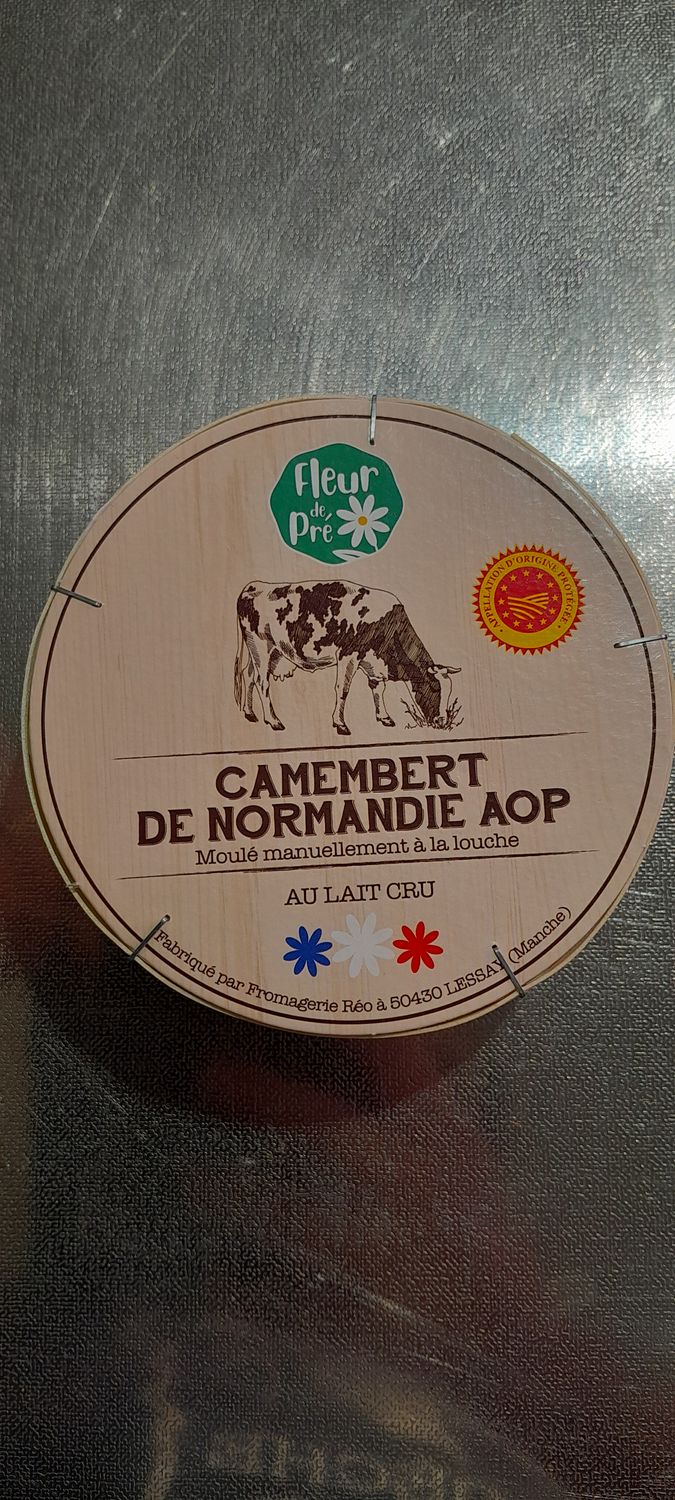 Fleur
de
Pré
APPELLATION D'ORIGINE PROTÉGÉE
CAMEMBERT
DE NORMANDIE AOP
Moulé manuellement à la louche
AU LAIT CRU
Fabriqué par Fromagerie Réo à 50430 LESSAY (Manche)